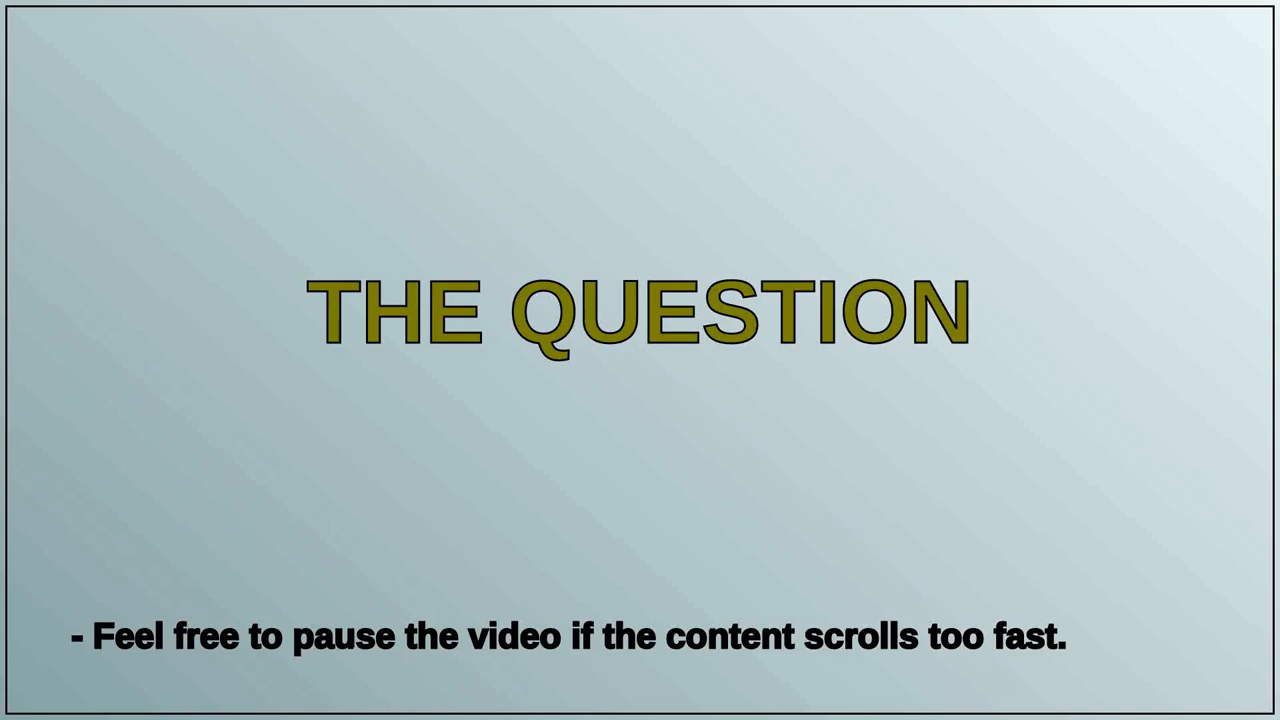 THE QUESTION
- Feel free to pause the video if the content scrolls too fast.